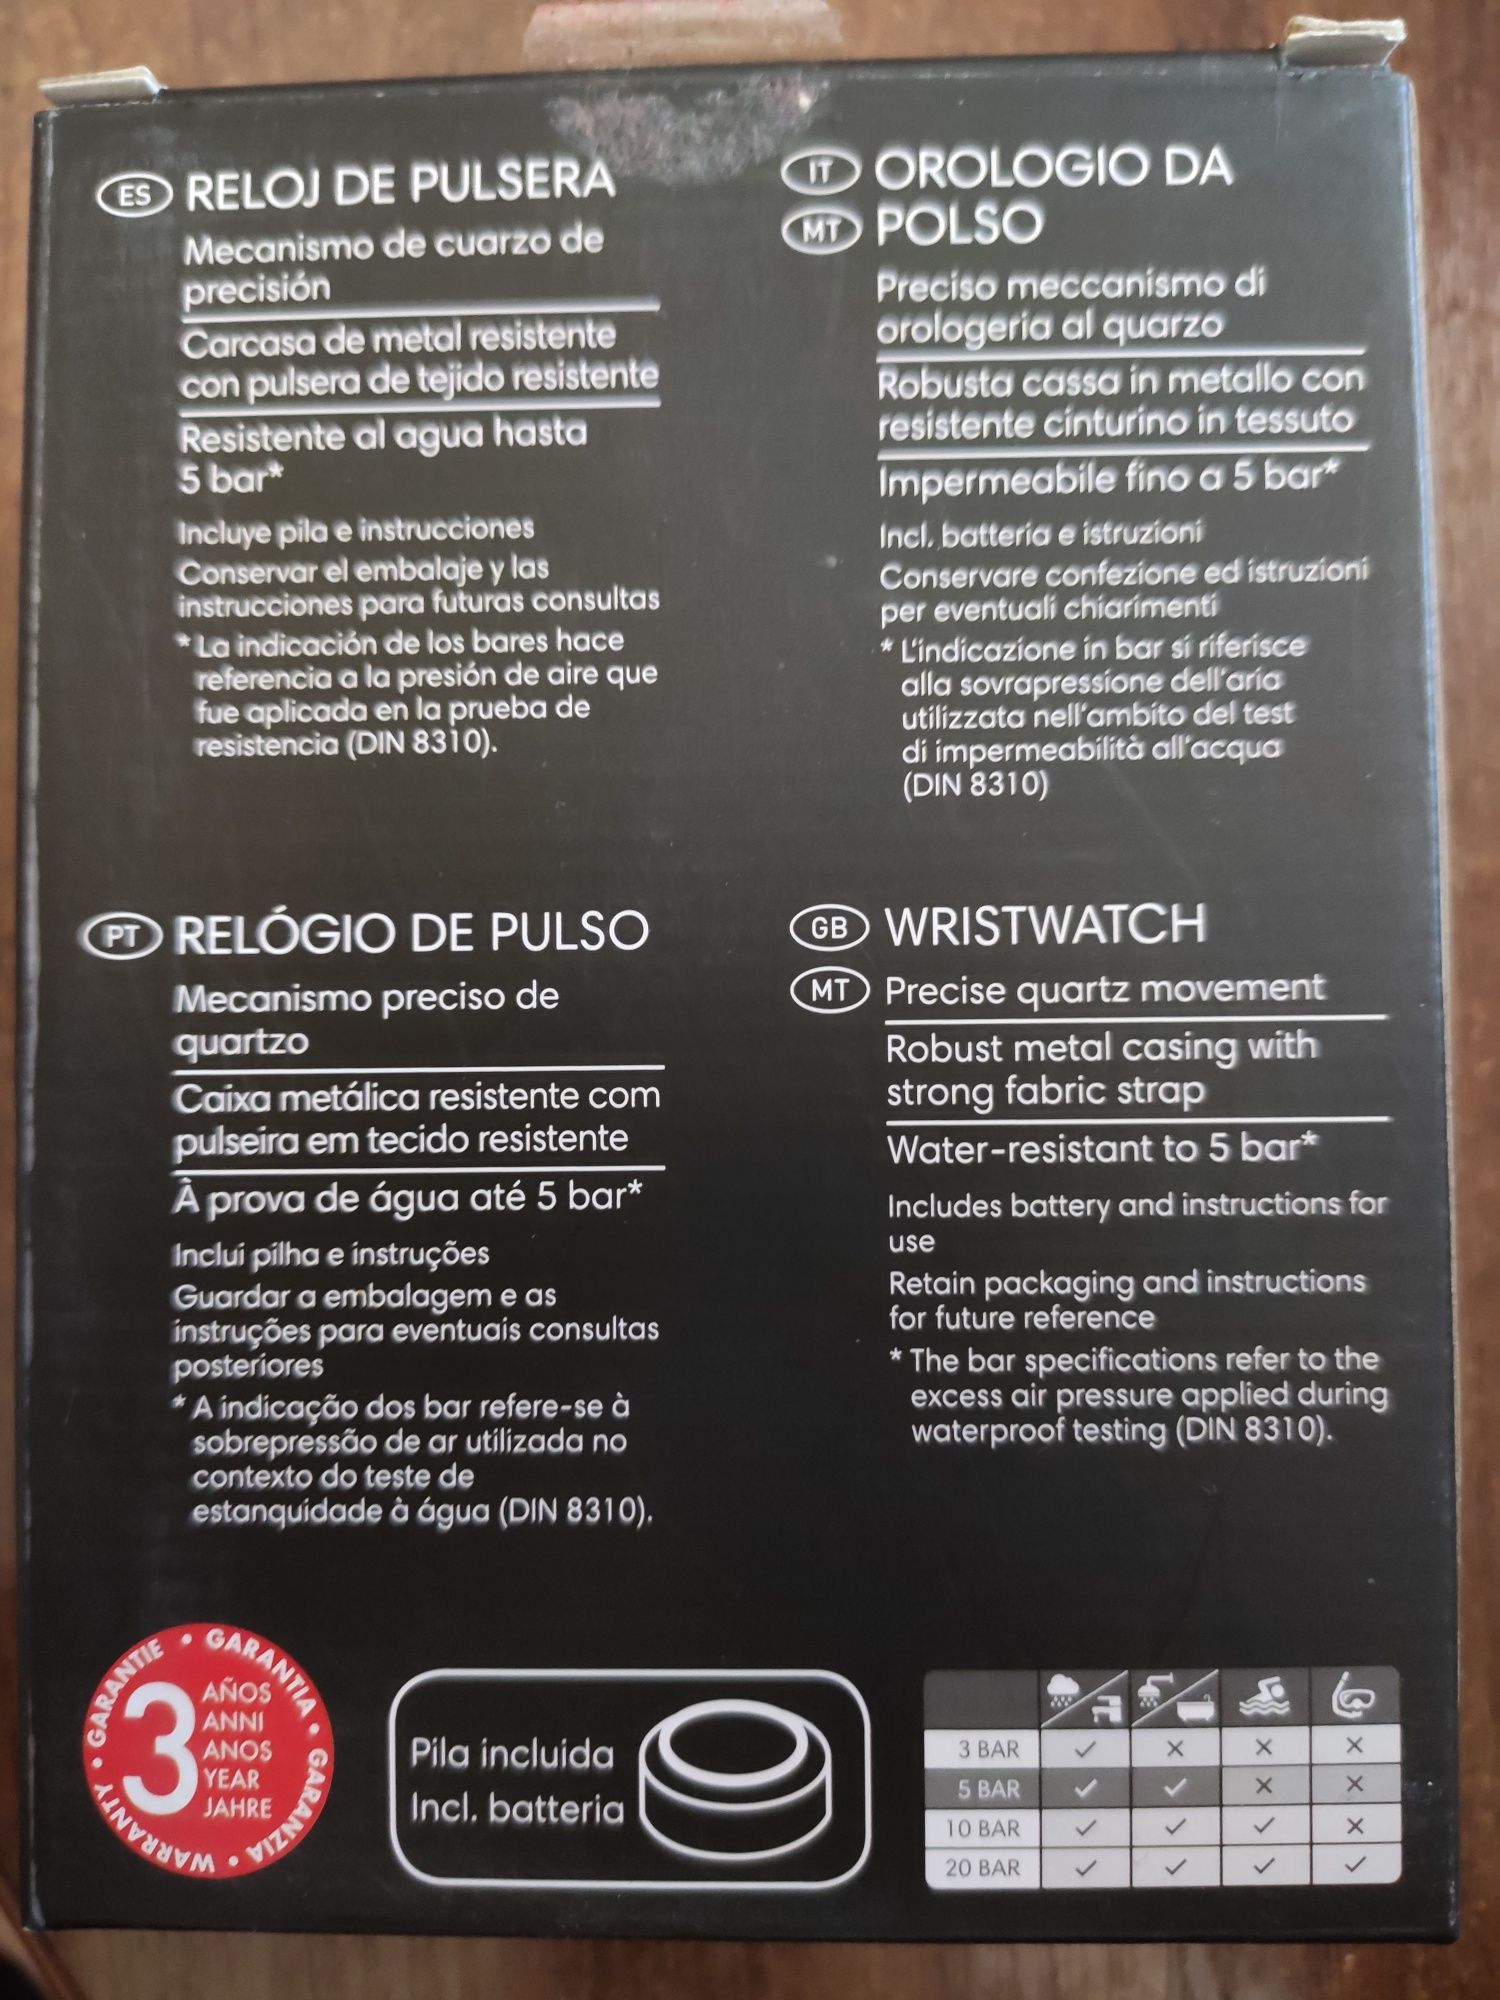 ES RELOJ DE PULSERA
Mecanismo de cuarzo de
precisión
Carcasa de metal resistente
con pulsera de tejido resistente
Resistente al agua hasta
5 bar*
Incluye pila e instrucciones
Conservar el embalaje y las
instrucciones para futuras consultas
* La indicación de los bares hace
referencia a la presión de aire que
fue aplicada en la prueba de
resistencia (DIN 8310).
IT OROLOGIO DA
MT POLSO
Preciso meccanismo di
orologeria al quarzo
Robusta cassa in metallo con
resistente cinturino in tessuto
Impermeabile fino a 5 bar*
Incl. batteria e istruzioni
Conservare confezione ed istruzioni
per eventuali chiarimenti
* L'indicazione in bar si riferisce
alla sovrapressione dell'aria
utilizzata nell'ambito del test
di impermeabilità all'acqua
(DIN 8310)
PT RELÓGIO DE PULSO
Mecanismo preciso de
quartzo
Caixa metálica resistente com
pulseira em tecido resistente
À prova de água até 5 bar*
Inclui pilha e instruções
Guardar a embalagem e as
instruções para eventuais consultas
posteriores
* A indicação dos bar refere-se à
sobrepressão de ar utilizada no
contexto do teste de
estanquidade à água (DIN 8310).
GB WRISTWATCH
MT Precise quartz movement
Robust metal casing with
strong fabric strap
Water-resistant to 5 bar*
Includes battery and instructions for
use
Retain packaging and instructions
for future reference
* The bar specifications refer to the
excess air pressure applied during
waterproof testing (DIN 8310).
GARANTIE • GARANTIA • GARANZIA • WARRANTY •
3
AÑOS
ANNI
ANOS
YEAR
JAHRE
Pila incluida
Incl. batteria
3 BAR ✓ ✕ ✕ ✕
5 BAR ✓ ✓ ✕ ✕
10 BAR ✓ ✓ ✓ ✕
20 BAR ✓ ✓ ✓ ✓